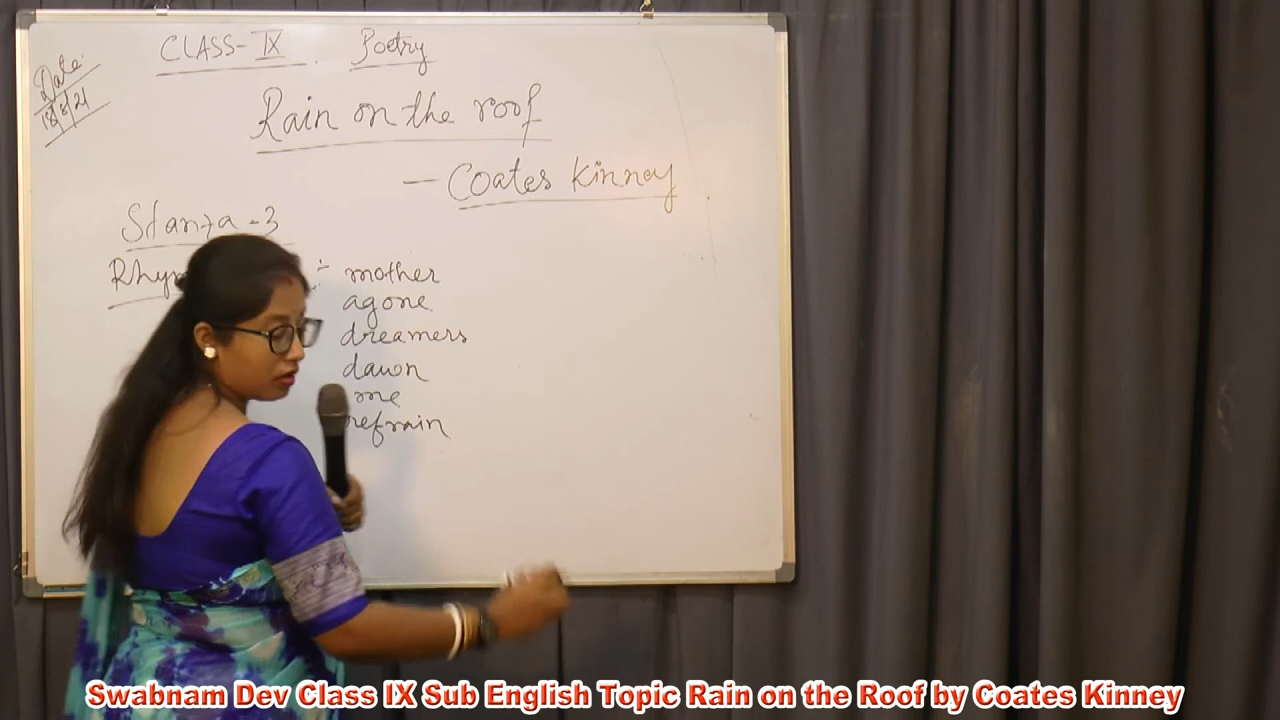 Date:
18/8/21
CLASS-IX. Poetry
Rain on the roof
- Coates Kinney
Stanza-3
:- mother
agone
dreamers
dawn
me
refrain
Swabnam Dev Class IX Sub English Topic Rain on the Roof by Coates Kinney